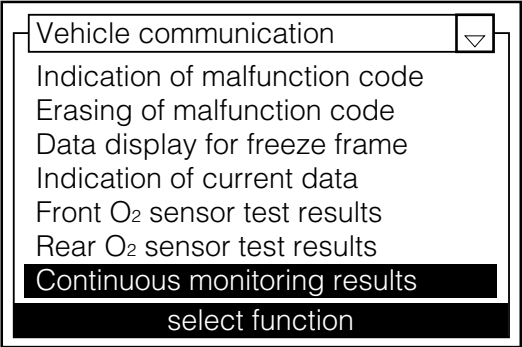 Vehicle communication
Indication of malfunction code
Erasing of malfunction code
Data display for freeze frame
Indication of current data
Front O₂ sensor test results
Rear O₂ sensor test results
Continuous monitoring results
select function